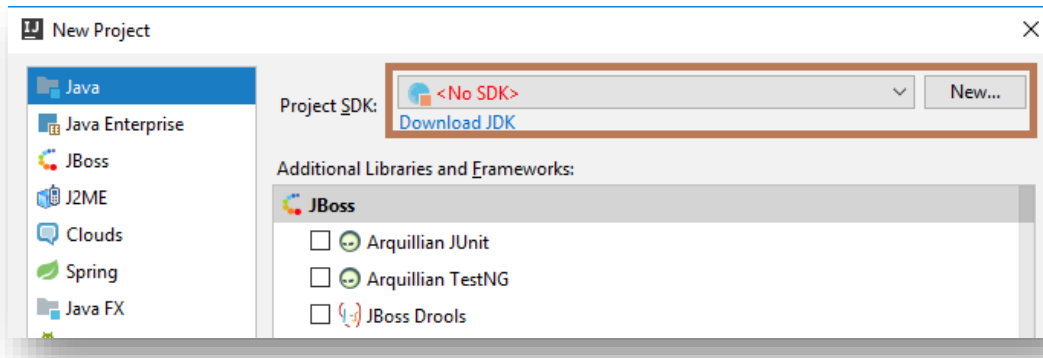 New Project
Java
Java Enterprise
JBoss
J2ME
Clouds
Spring
Java FX
Project SDK:
<No SDK>
New...
Download JDK
Additional Libraries and Frameworks:
JBoss
Arquillian JUnit
Arquillian TestNG
JBoss Drools